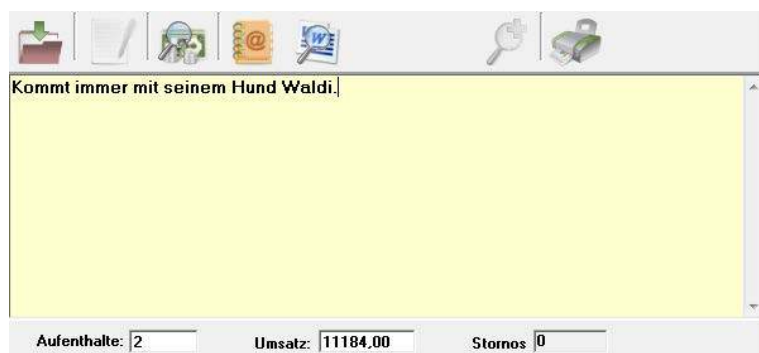 @
W
Kommt immer mit seinem Hund Waldi.
Aufenthalte: 2 Umsatz: 11184,00 Stornos 0